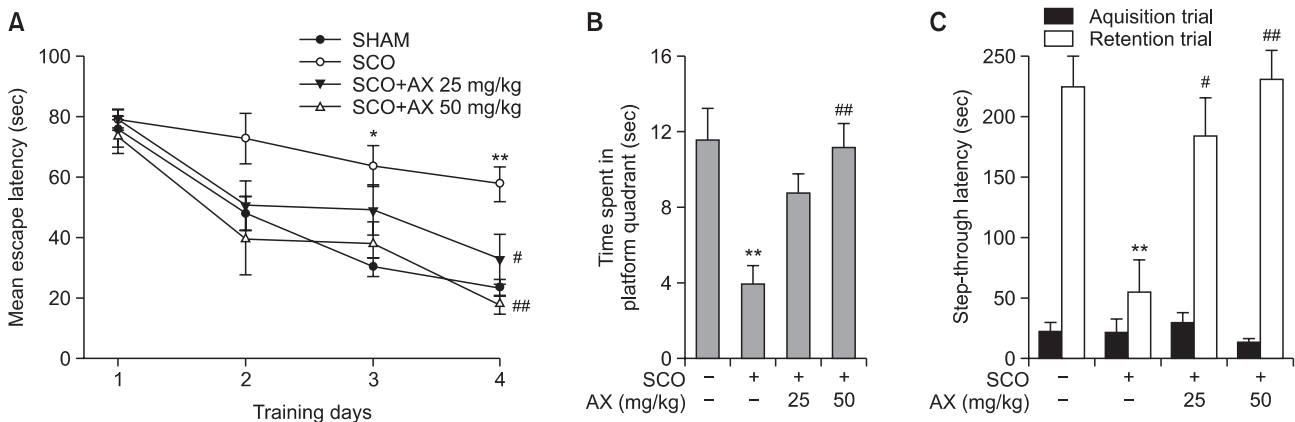 A
Mean escape latency (sec)
100
80
60
40
20
0
1 2 3 4
Training days
SHAM
SCO
SCO+AX 25 mg/kg
SCO+AX 50 mg/kg
*
**
#
##
B
Time spent in
platform quadrant (sec)
16
12
8
4
0
**
##
SCO – + + +
AX (mg/kg) – – 25 50
C
Aquisition trial
Retention trial
Step-through latency (sec)
250
200
150
100
50
0
**
#
##
SCO – + + +
AX (mg/kg) – – 25 50